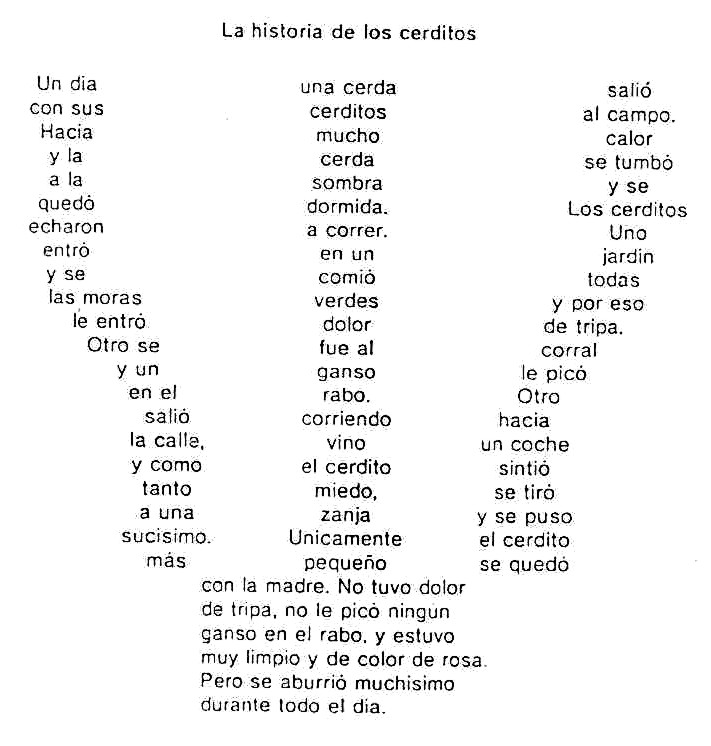 La historia de los cerditos
Un dia una cerda salió
con sus cerditos al campo.
Hacia mucho calor
y la cerda se tumbó
a la sombra y se
quedó dormida. Los cerditos
echaron a correr. Uno
entró en un jardin
y se comió todas
las moras verdes y por eso
le entró dolor de tripa.
Otro se fue al corral
y un ganso le picó
en el rabo. Otro
salió corriendo hacia
la calle, vino un coche
y como el cerdito sintió
tanto miedo, se tiró
a una zanja y se puso
sucisimo. Unicamente el cerdito
más pequeño se quedó
con la madre. No tuvo dolor
de tripa, no le picó ningún
ganso en el rabo, y estuvo
muy limpio y de color de rosa.
Pero se aburrió muchisimo
durante todo el dia.